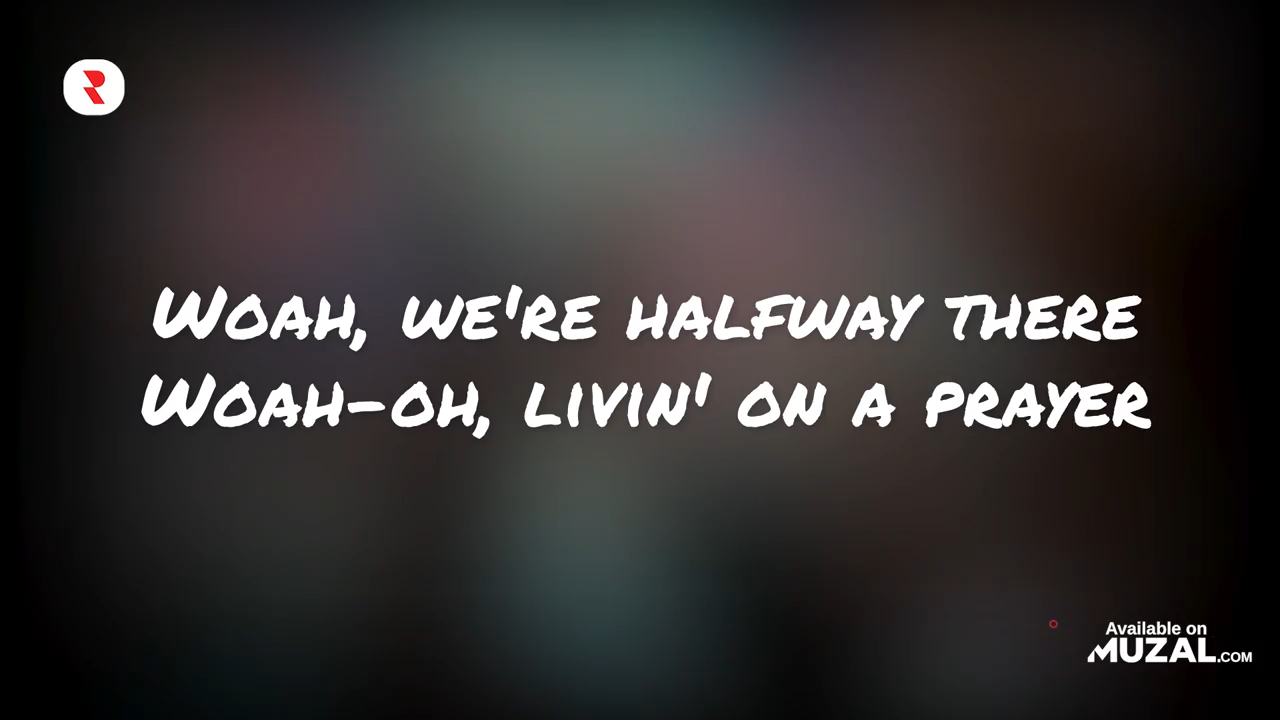 Woah, we're halfway there
Woah-oh, livin' on a prayer
Available on
MUZAL.COM